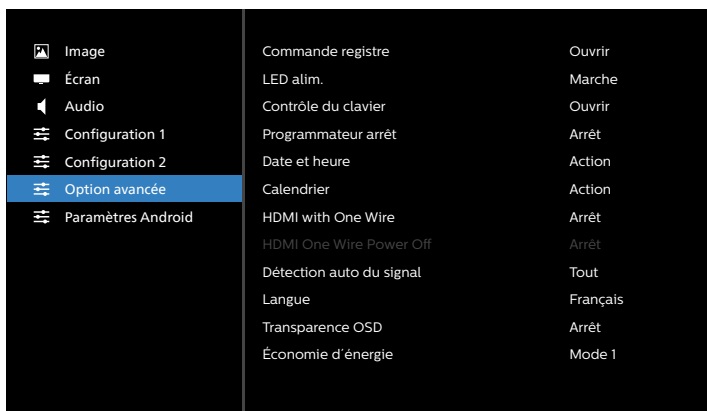 Image
Écran
Audio
Configuration 1
Configuration 2
Option avancée
Paramètres Android
Commande registre Ouvrir
LED alim. Marche
Contrôle du clavier Ouvrir
Programmateur arrêt Arrêt
Date et heure Action
Calendrier Action
HDMI with One Wire Arrêt
HDMI One Wire Power Off Arrêt
Détection auto du signal Tout
Langue Français
Transparence OSD Arrêt
Économie d´énergie Mode 1